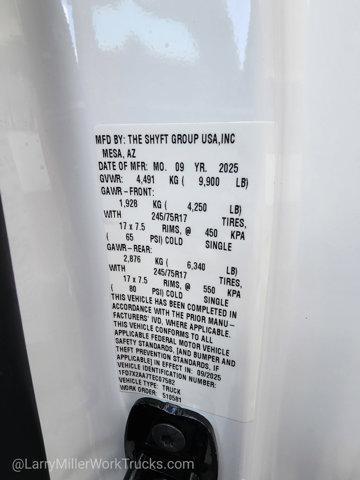 MFD BY: THE SHYFT GROUP USA,INC
MESA, AZ
DATE OF MFR: MO. 09 YR. 2025
GVWR: 4,491 KG ( 9,900 LB)
GAWR-FRONT:
1,928 KG ( 4,250 LB)
WITH 245/75R17 TIRES,
17 x 7.5 RIMS, @ 450 KPA
( 65 PSI) COLD SINGLE
GAWR-REAR:
2,876 KG ( 6,340 LB)
WITH 245/75R17 TIRES,
17 x 7.5 RIMS, @ 550 KPA
( 80 PSI) COLD SINGLE
THIS VEHICLE HAS BEEN COMPLETED IN
ACCORDANCE WITH THE PRIOR MANU-
FACTURERS' IVD, WHERE APPLICABLE.
THIS VEHICLE CONFORMS TO ALL
APPLICABLE FEDERAL MOTOR VEHICLE
SAFETY STANDARDS, [AND BUMPER AND
THEFT PREVENTION STANDARDS, IF
APPLICABLE] IN EFFECT IN: 09/2025
VEHICLE IDENTIFICATION NUMBER:
1FD7X2AA7TEC07582
VEHICLE TYPE: TRUCK
WORK ORDER: 510581
@LarryMillerWorkTrucks.com